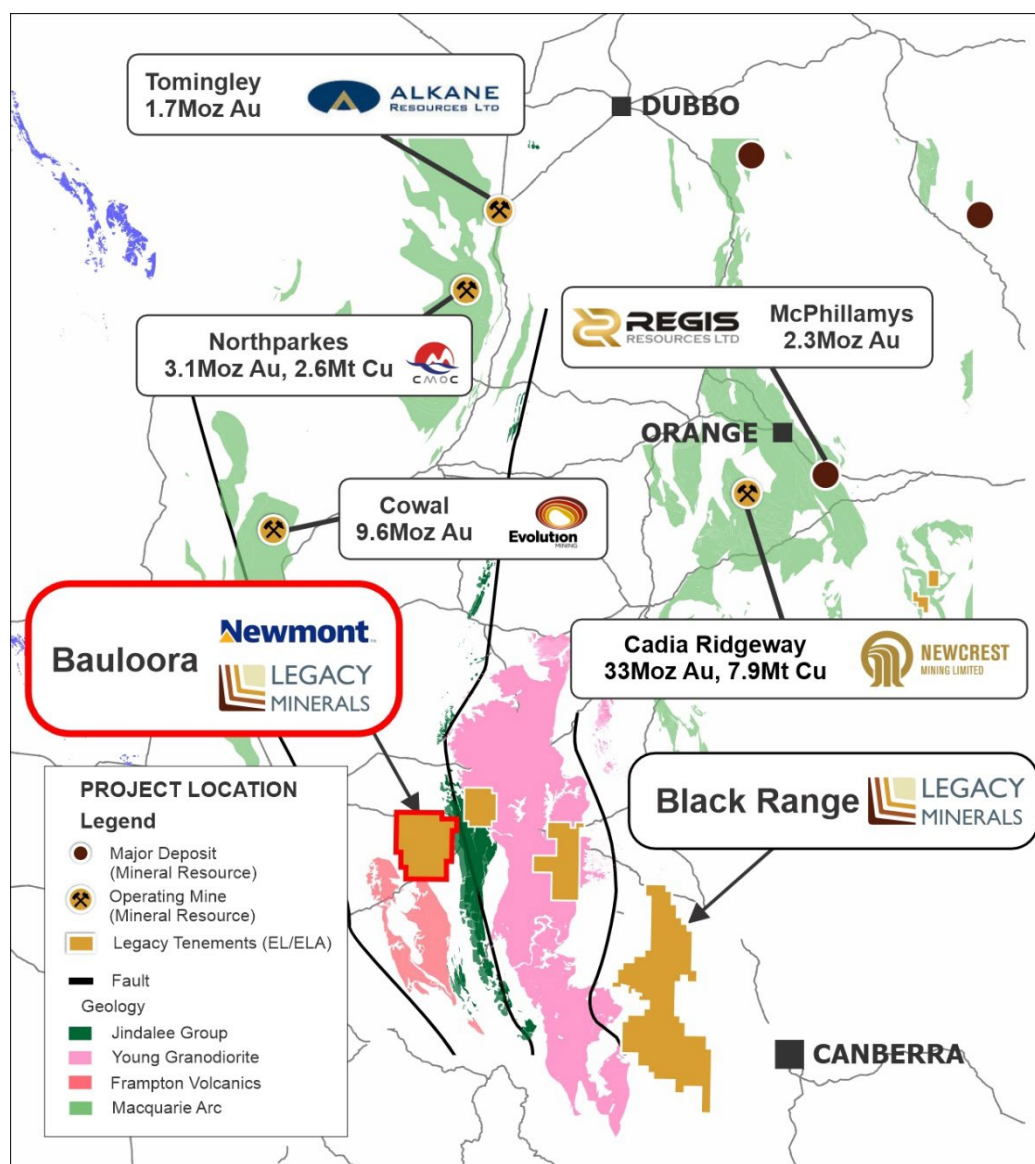 Tomingley
1.7Moz Au
ALKANE
RESOURCES LTD
DUBBO
Northparkes
3.1Moz Au, 2.6Mt Cu
CMOC
REGIS
RESOURCES LTD
McPhillamys
2.3Moz Au
ORANGE
Cowal
9.6Moz Au
Evolution
MINING
Bauloora
Newmont™
LEGACY
MINERALS
Cadia Ridgeway
33Moz Au, 7.9Mt Cu
NEWCREST
MINING LIMITED
Black Range
LEGACY
MINERALS
PROJECT LOCATION
Legend
Major Deposit
(Mineral Resource)
Operating Mine
(Mineral Resource)
Legacy Tenements (EL/ELA)
Fault
Geology
Jindalee Group
Young Granodiorite
Frampton Volcanics
Macquarie Arc
CANBERRA